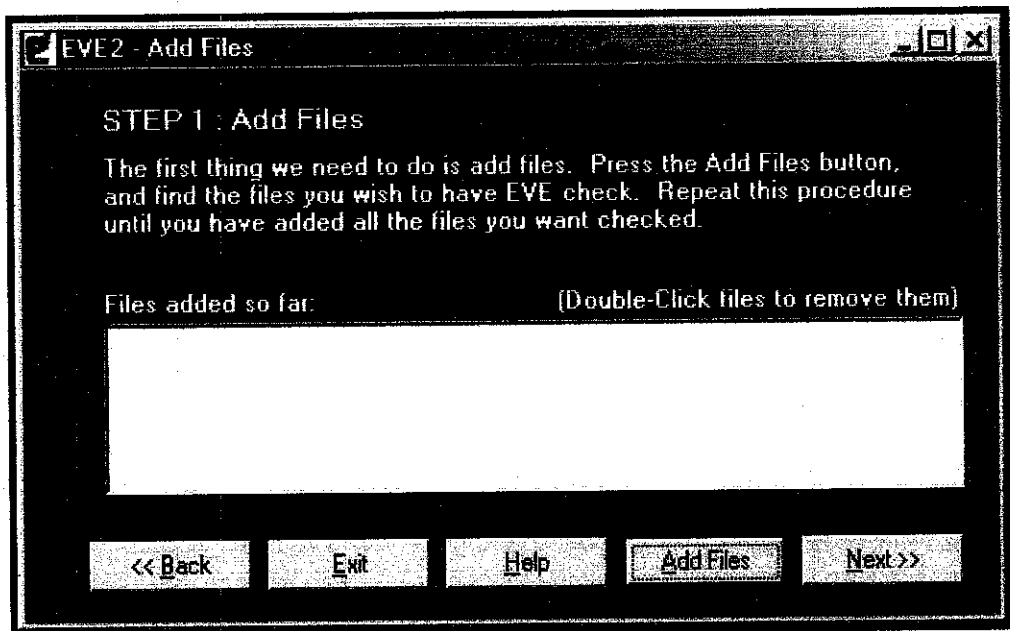 EVE2 - Add Files
STEP 1 : Add Files
The first thing we need to do is add files. Press the Add Files button,
and find the files you wish to have EVE check. Repeat this procedure
until you have added all the files you want checked.
Files added so far: (Double-Click files to remove them)
<< Back Exit Help Add Files Next >>